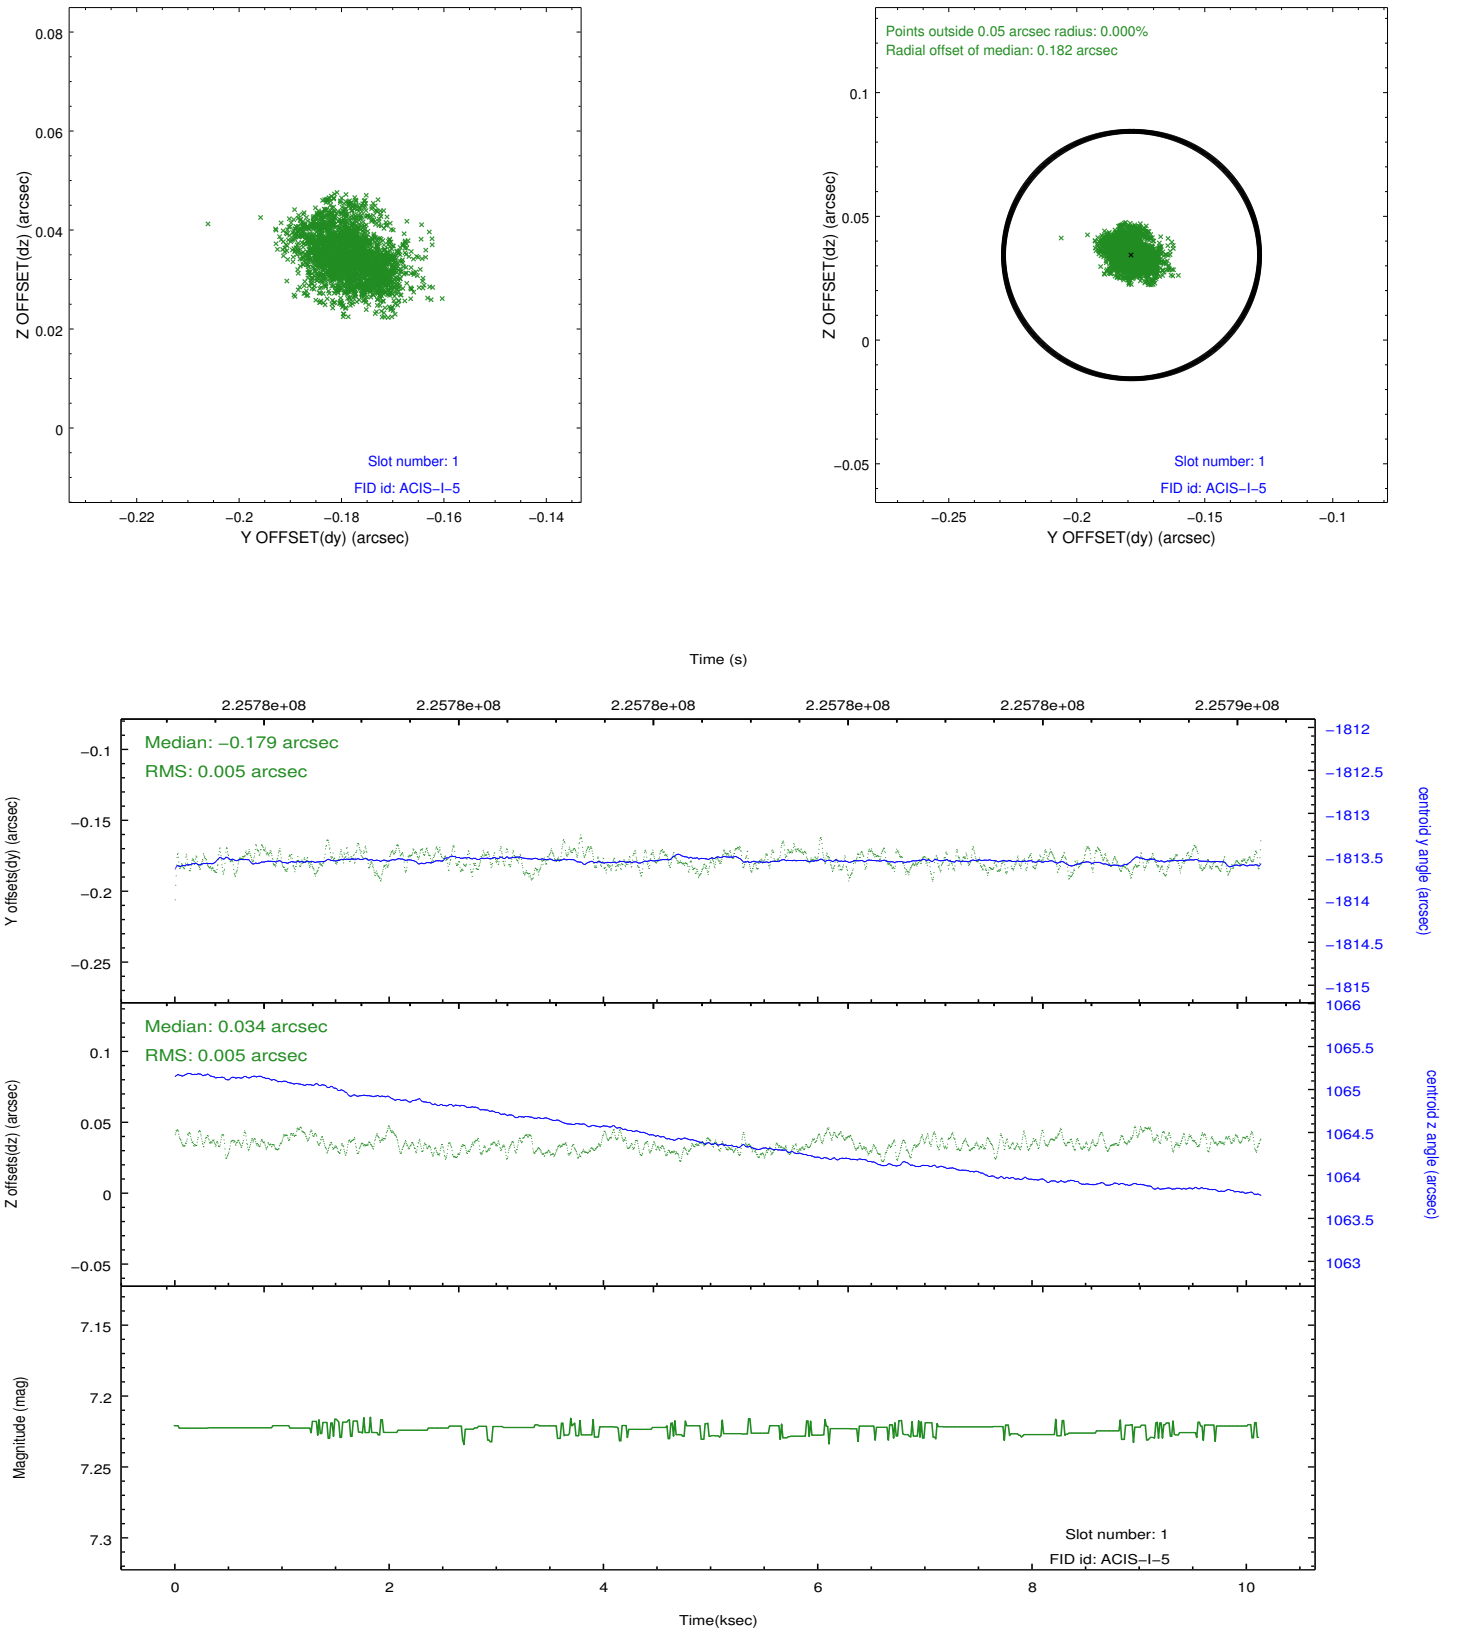 0.08
0.06
0.04
0.02
0
Z OFFSET(dz) (arcsec)
Slot number: 1
FID id: ACIS−I−5
−0.22 −0.2 −0.18 −0.16 −0.14
Y OFFSET(dy) (arcsec)
Points outside 0.05 arcsec radius: 0.000%
Radial offset of median: 0.182 arcsec
0.1
0.05
0
−0.05
Z OFFSET(dz) (arcsec)
Slot number: 1
FID id: ACIS−I−5
−0.25 −0.2 −0.15 −0.1
Y OFFSET(dy) (arcsec)
Time (s)
2.2578e+08 2.2578e+08 2.2578e+08 2.2578e+08 2.2578e+08 2.2579e+08
Median: −0.179 arcsec
RMS: 0.005 arcsec
−0.1
−0.15
−0.2
−0.25
Y offsets(dy) (arcsec)
−1812
−1812.5
−1813
−1813.5
−1814
−1814.5
−1815
centroid y angle (arcsec)
Median: 0.034 arcsec
RMS: 0.005 arcsec
0.1
0.05
0
−0.05
Z offsets(dz) (arcsec)
1066
1065.5
1065
1064.5
1064
1063.5
1063
centroid z angle (arcsec)
7.15
7.2
7.25
7.3
Magnitude (mag)
Slot number: 1
FID id: ACIS−I−5
0 2 4 6 8 10
Time(ksec)